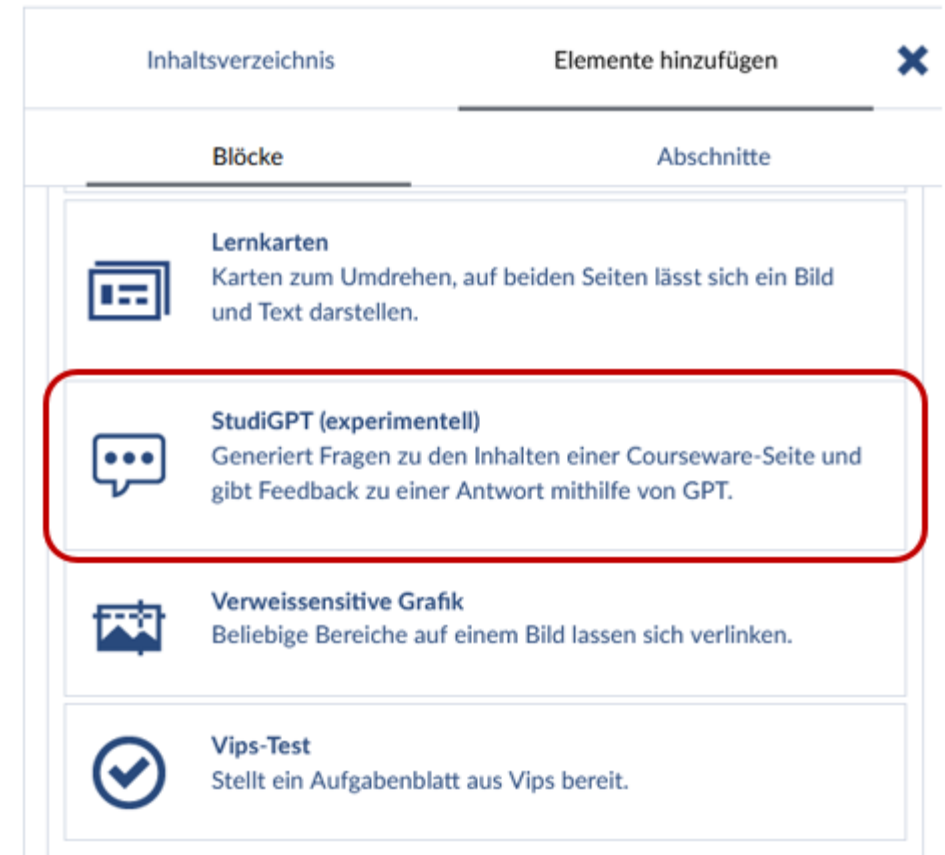 Inhaltsverzeichnis
Elemente hinzufügen
Blöcke
Abschnitte
Lernkarten
Karten zum Umdrehen, auf beiden Seiten lässt sich ein Bild
und Text darstellen.
StudiGPT (experimentell)
Generiert Fragen zu den Inhalten einer Courseware-Seite und
gibt Feedback zu einer Antwort mithilfe von GPT.
Verweissensitive Grafik
Beliebige Bereiche auf einem Bild lassen sich verlinken.
Vips-Test
Stellt ein Aufgabenblatt aus Vips bereit.